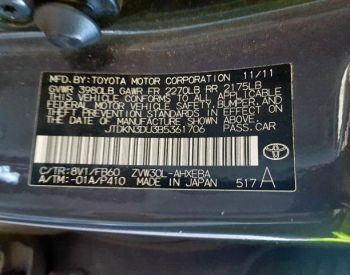 MFD. BY: TOYOTA MOTOR CORPORATION 11/11
GVWR 3980LB GAWR FR 2270LB RR 2175LB
THIS VEHICLE CONFORMS TO ALL APPLICABLE
FEDERAL MOTOR VEHICLE SAFETY, BUMPER, AND
THEFT PREVENTION STANDARDS IN EFFECT ON
THE DATE OF MANUFACTURE SHOWN ABOVE.
JTDKN3DU3B5361706 PASS.CAR
C/TR: 8V1/FB60 ZVW30L-AHXEBA
A/TM: -01A/P410 MADE IN JAPAN 517 A
TOYOTA